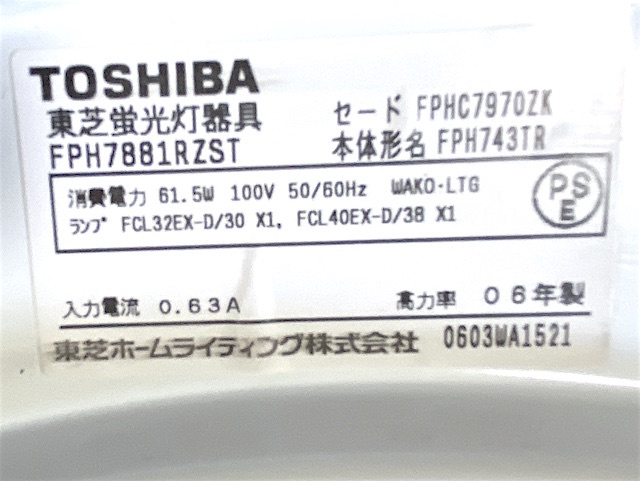 TOSHIBA
東芝蛍光灯器具 セード FPHC7970ZK
FPH7881RZST 本体形名 FPH743TR
消費電力 61.5W 100V 50/60Hz WAKO-LTG
ランプ FCL32EX-D/30 X1, FCL40EX-D/38 X1
PS
E
入力電流 0.63A 高力率 06年製
東芝ホームライティング株式会社 0603WA1521